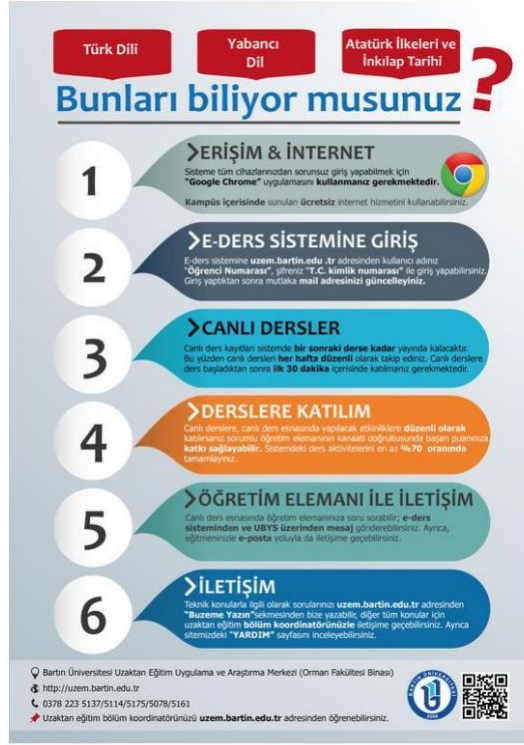 Türk Dili
Yabancı
Dil
Atatürk İlkeleri ve
İnkılap Tarihi
Bunları biliyor musunuz ?
1
ERİŞİM & İNTERNET
Sisteme tüm cihazlarınızdan sorunsuz giriş yapabilmek için
"Google Chrome" uygulamasını kullanmanız gerekmektedir.
Kampüs içerisinde sunulan ücretsiz internet hizmetini kullanabilirsiniz.
2
E-DERS SİSTEMİNE GİRİŞ
E-ders sistemine uzem.bartin.edu .tr adresinden kullanıcı adınız
"Öğrenci Numarası", şifreniz "T.C. kimlik numarası" ile giriş yapabilirsiniz.
Giriş yaptıktan sonra mutlaka mail adresinizi güncelleyiniz.
3
CANLI DERSLER
Canlı ders kayıtları sistemde bir sonraki derse kadar yayında kalacaktır.
Bu yüzden canlı dersleri her hafta düzenli olarak takip ediniz. Canlı derslere
ders başladıktan sonra ilk 30 dakika içerisinde katılmanız gerekmektedir.
4
DERSLERE KATILIM
Canlı derslere, canlı ders esnasında yapılacak etkinliklere düzenli olarak
katılırsanız sorumlu öğretim elemanının kanaati doğrultusunda başarı puanınıza
katkı sağlayabilir. Sistemdeki ders aktivitelerini en az %70 oranında
tamamlayınız.
5
ÖĞRETİM ELEMANI İLE İLETİŞİM
Canlı ders esnasında öğretim elemanınıza soru sorabilir; e-ders
sisteminden ve UBYS üzerinden mesaj gönderebilirsiniz. Ayrıca,
eğitmeninizle e-posta yoluyla da iletişime geçebilirsiniz.
6
İLETİŞİM
Teknik konularla ilgili olarak sorularınızı uzem.bartin.edu.tr adresinden
"Buzeme Yazın"sekmesinden bize yazabilir, diğer tüm konular için
uzaktan eğitim bölüm koordinatörünüzle iletişime geçebilirsiniz. Ayrıca
sitemizdeki "YARDIM" sayfasını inceleyebilirsiniz.
Bartın Üniversitesi Uzaktan Eğitim Uygulama ve Araştırma Merkezi (Orman Fakültesi Binası)
http://uzem.bartin.edu.tr
0378 223 5137/5114/5175/5078/5161
Uzaktan eğitim bölüm koordinatörünüzü uzem.bartin.edu.tr adresinden öğrenebilirsiniz.
BARTIN ÜNİVERSİTESİ
2008